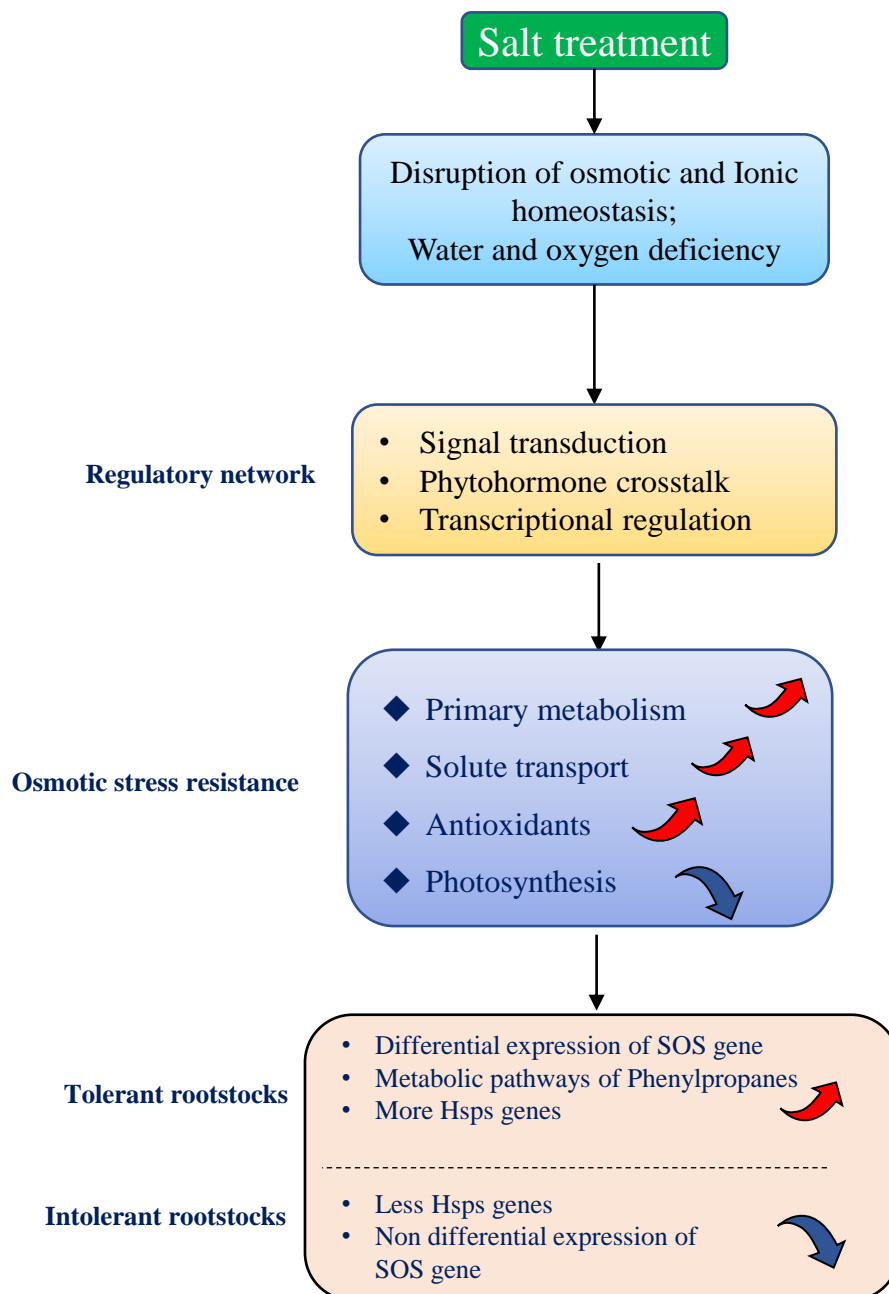 Salt treatment
Disruption of osmotic and Ionic
homeostasis;
Water and oxygen deficiency
Regulatory network
• Signal transduction
• Phytohormone crosstalk
• Transcriptional regulation
Osmotic stress resistance
◆ Primary metabolism
◆ Solute transport
◆ Antioxidants
◆ Photosynthesis
Tolerant rootstocks
• Differential expression of SOS gene
• Metabolic pathways of Phenylpropanes
• More Hsps genes
Intolerant rootstocks
• Less Hsps genes
• Non differential expression of
SOS gene